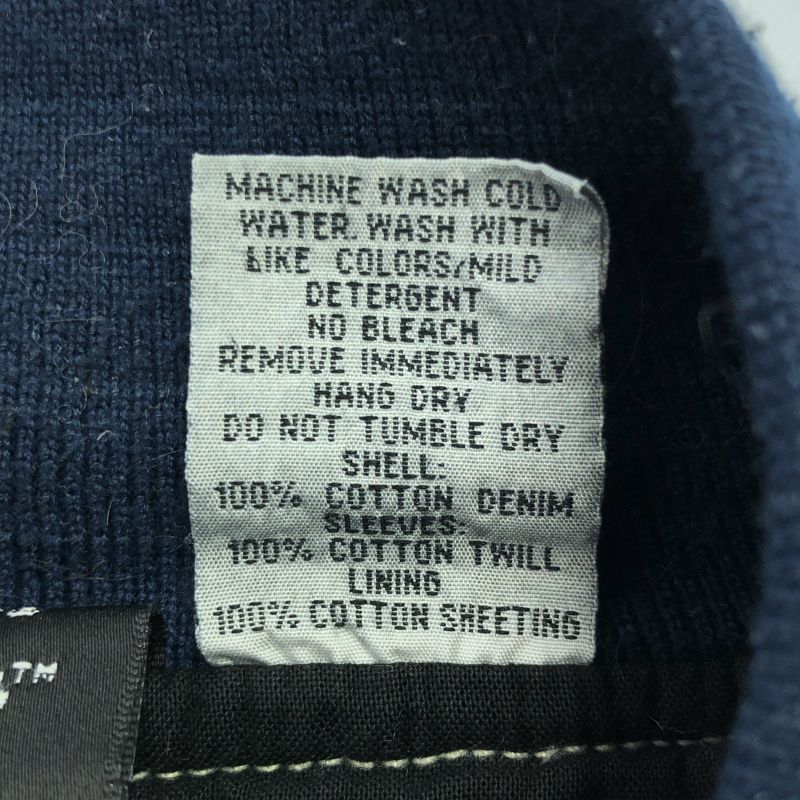 MACHINE WASH COLD
WATER. WASH WITH
LIKE COLORS/MILD
DETERGENT
NO BLEACH
REMOVE IMMEDIATELY
HANG DRY
DO NOT TUMBLE DRY
SHELL:
100% COTTON DENIM
SLEEVES:
100% COTTON TWILL
LINING
100% COTTON SHEETING
TM